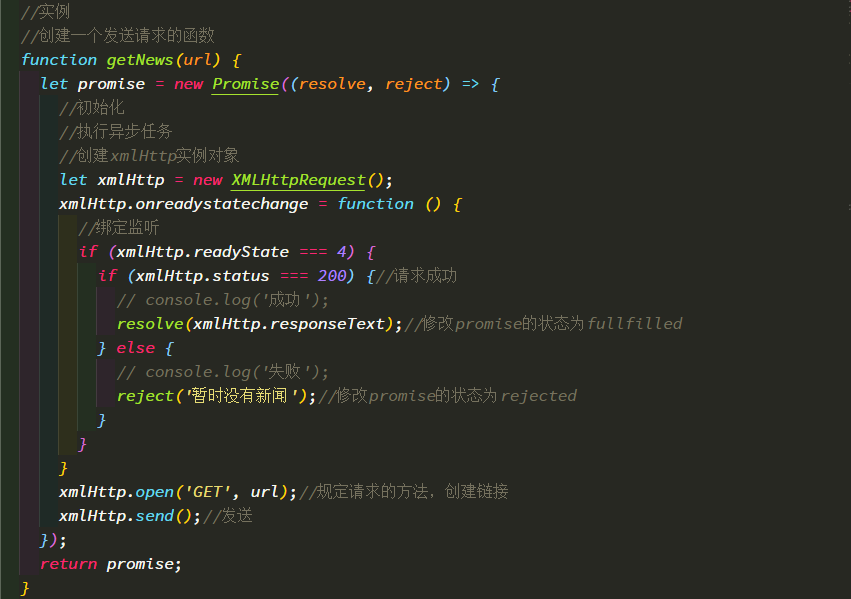 //实例
//创建一个发送请求的函数
function getNews(url) {
let promise = new Promise((resolve, reject) => {
//初始化
//执行异步任务
//创建xmlHttp实例对象
let xmlHttp = new XMLHttpRequest();
xmlHttp.onreadystatechange = function () {
//绑定监听
if (xmlHttp.readyState === 4) {
if (xmlHttp.status === 200) {//请求成功
// console.log('成功');
resolve(xmlHttp.responseText);//修改promise的状态为fullfilled
} else {
// console.log('失败');
reject('暂时没有新闻');//修改promise的状态为rejected
}
}
}
xmlHttp.open('GET', url);//规定请求的方法，创建链接
xmlHttp.send();//发送
});
return promise;
}